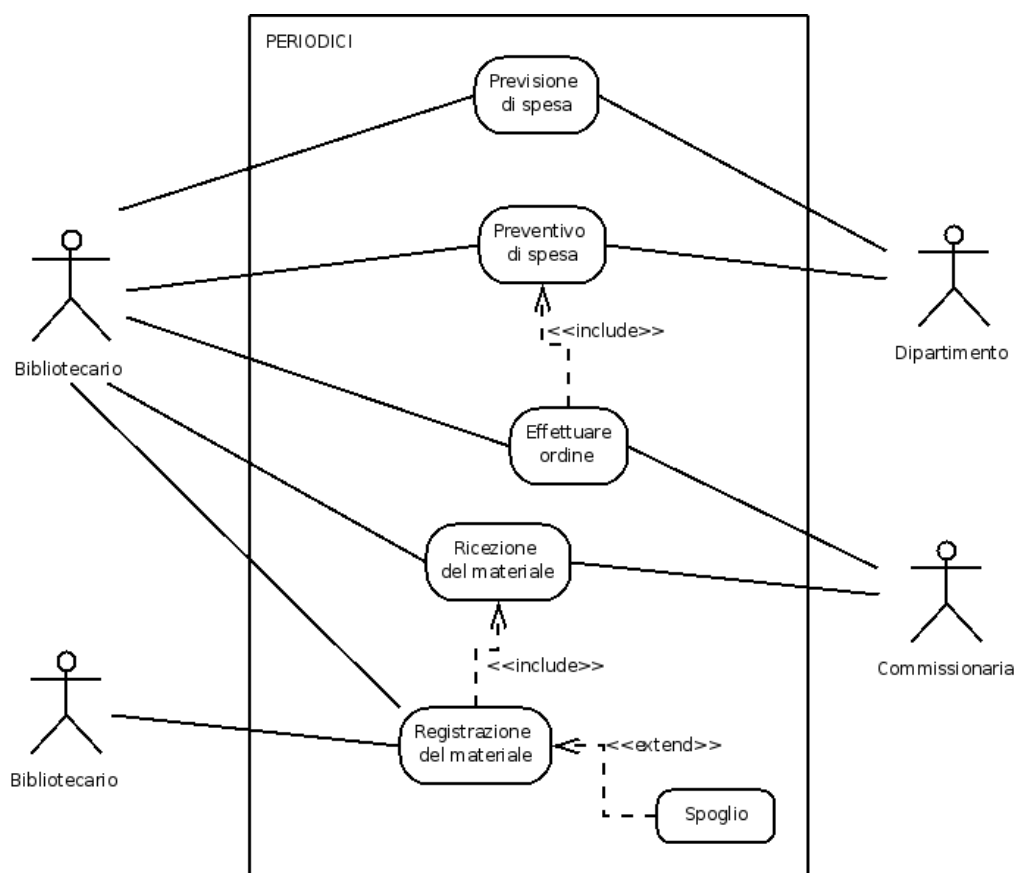 PERIODICI
Previsione
di spesa
Preventivo
di spesa
<<include>>
Bibliotecario
Dipartimento
Effettuare
ordine
Ricezione
del materiale
<<include>>
Commissionaria
Registrazione
del materiale
<<extend>>
Bibliotecario
Spoglio